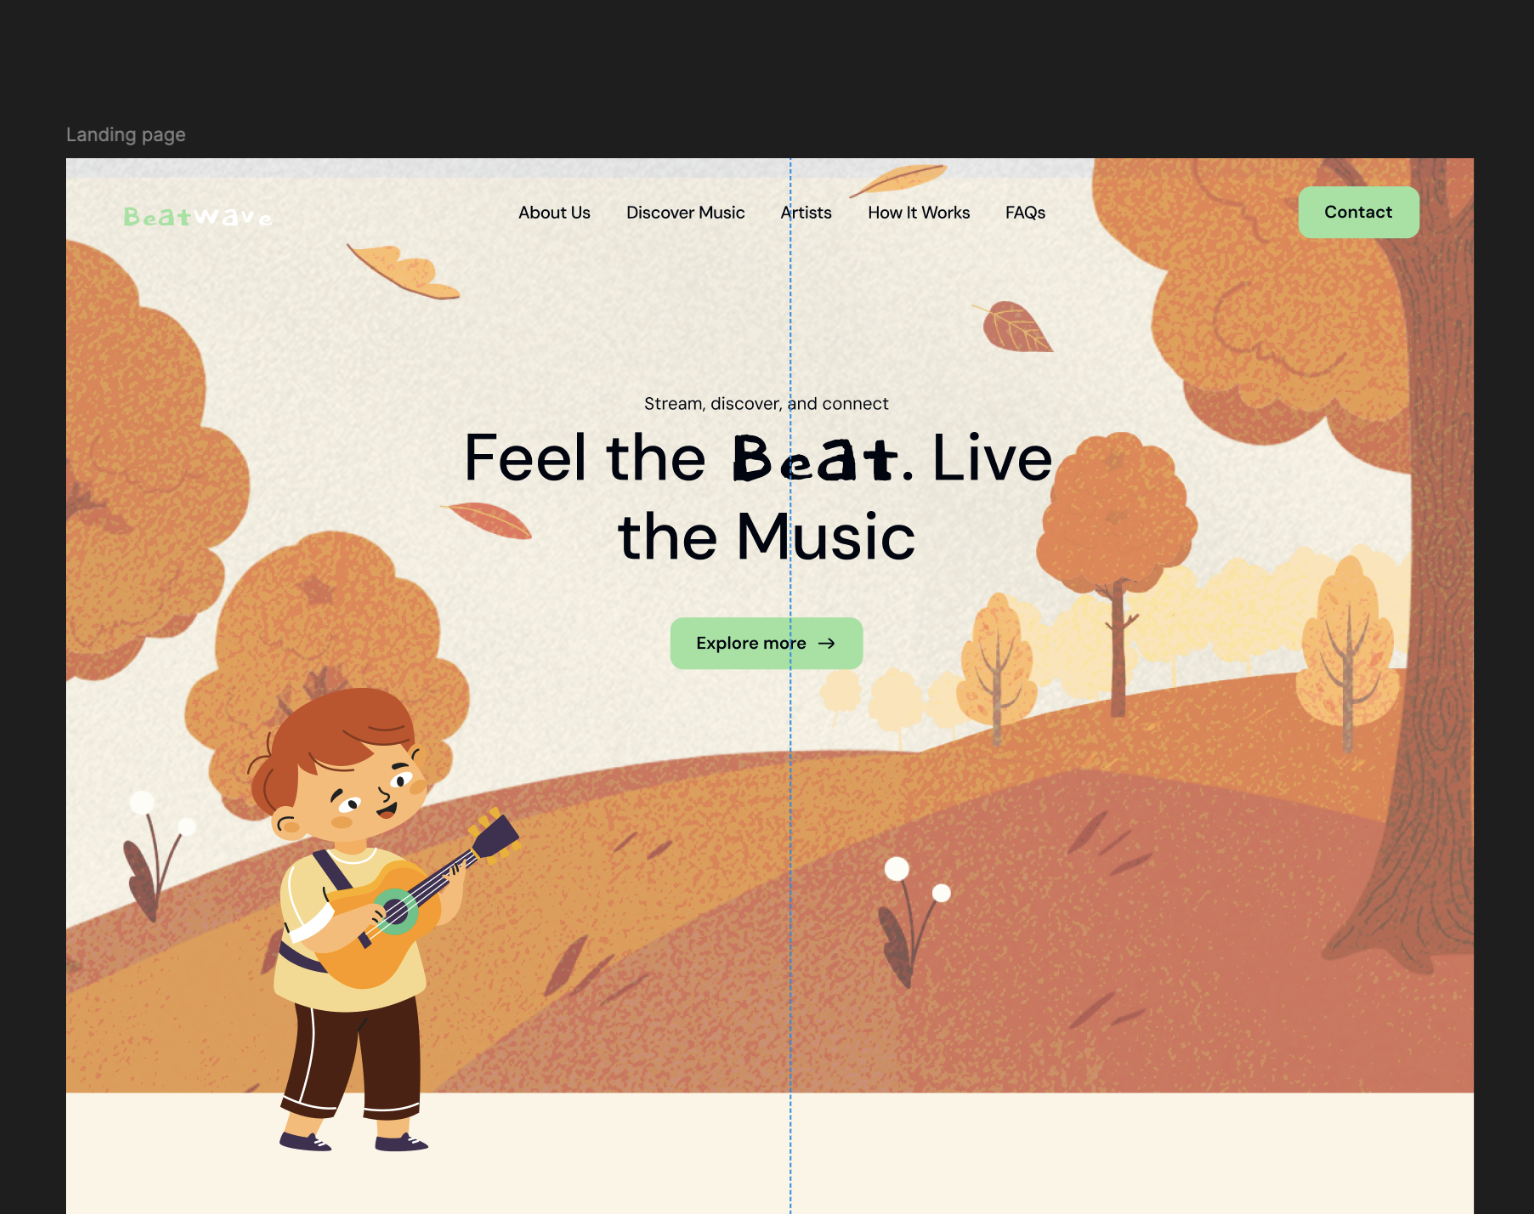 Landing page
Beatwave
About Us Discover Music Artists How It Works FAQs
Contact
Stream, discover, and connect
Feel the Beat. Live
the Music
Explore more →